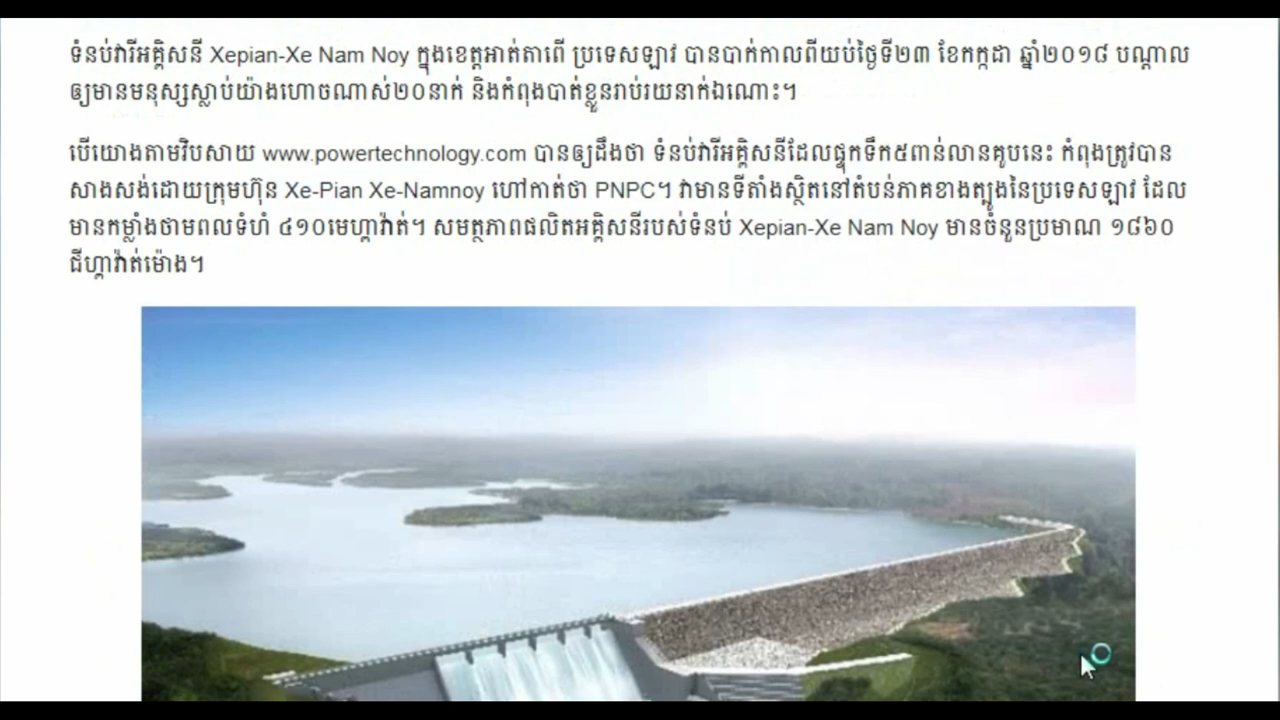 ទំនប់វារីអគ្គិសនី Xepian-Xe Nam Noy ក្នុងខេត្តអាត់តាពើ ប្រទេសឡាវ បានបាក់កាលពីយប់ថ្ងៃទី២៣ ខែកក្កដា ឆ្នាំ២០១៨ បណ្តាល
ឲ្យមានមនុស្សស្លាប់យ៉ាងហោចណាស់២០នាក់ និងកំពុងបាត់ខ្លួនរាប់រយនាក់ឯណោះ។
បើយោងតាមវិបសាយ www.powertechnology.com បានឲ្យដឹងថា ទំនប់វារីអគ្គិសនីដែលផ្ទុកទឹក៥ពាន់លានគូបនេះ កំពុងត្រូវបាន
សាងសង់ដោយក្រុមហ៊ុន Xe-Pian Xe-Namnoy ហៅកាត់ថា PNPC។ វាមានទីតាំងស្ថិតនៅតំបន់ភាគខាងត្បូងនៃប្រទេសឡាវ ដែល
មានកម្លាំងថាមពលទំហំ ៤១០មេហ្គាវ៉ាត់។ សមត្ថភាពផលិតអគ្គិសនីរបស់ទំនប់ Xepian-Xe Nam Noy មានចំនួនប្រមាណ ១៨៦០
ជីហ្គាវ៉ាត់ម៉ោង។